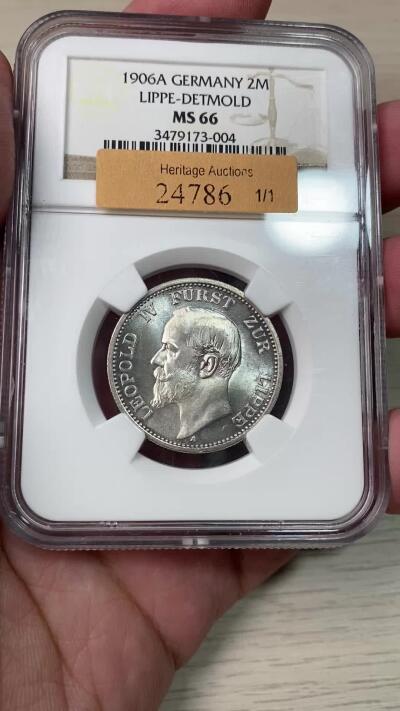 1906A GERMANY 2M
LIPPE-DETMOLD
MS 66
3479173-004
Heritage Auctions
24786 1/1
LEOPOLD IV FÜRST ZUR LIPPE
A